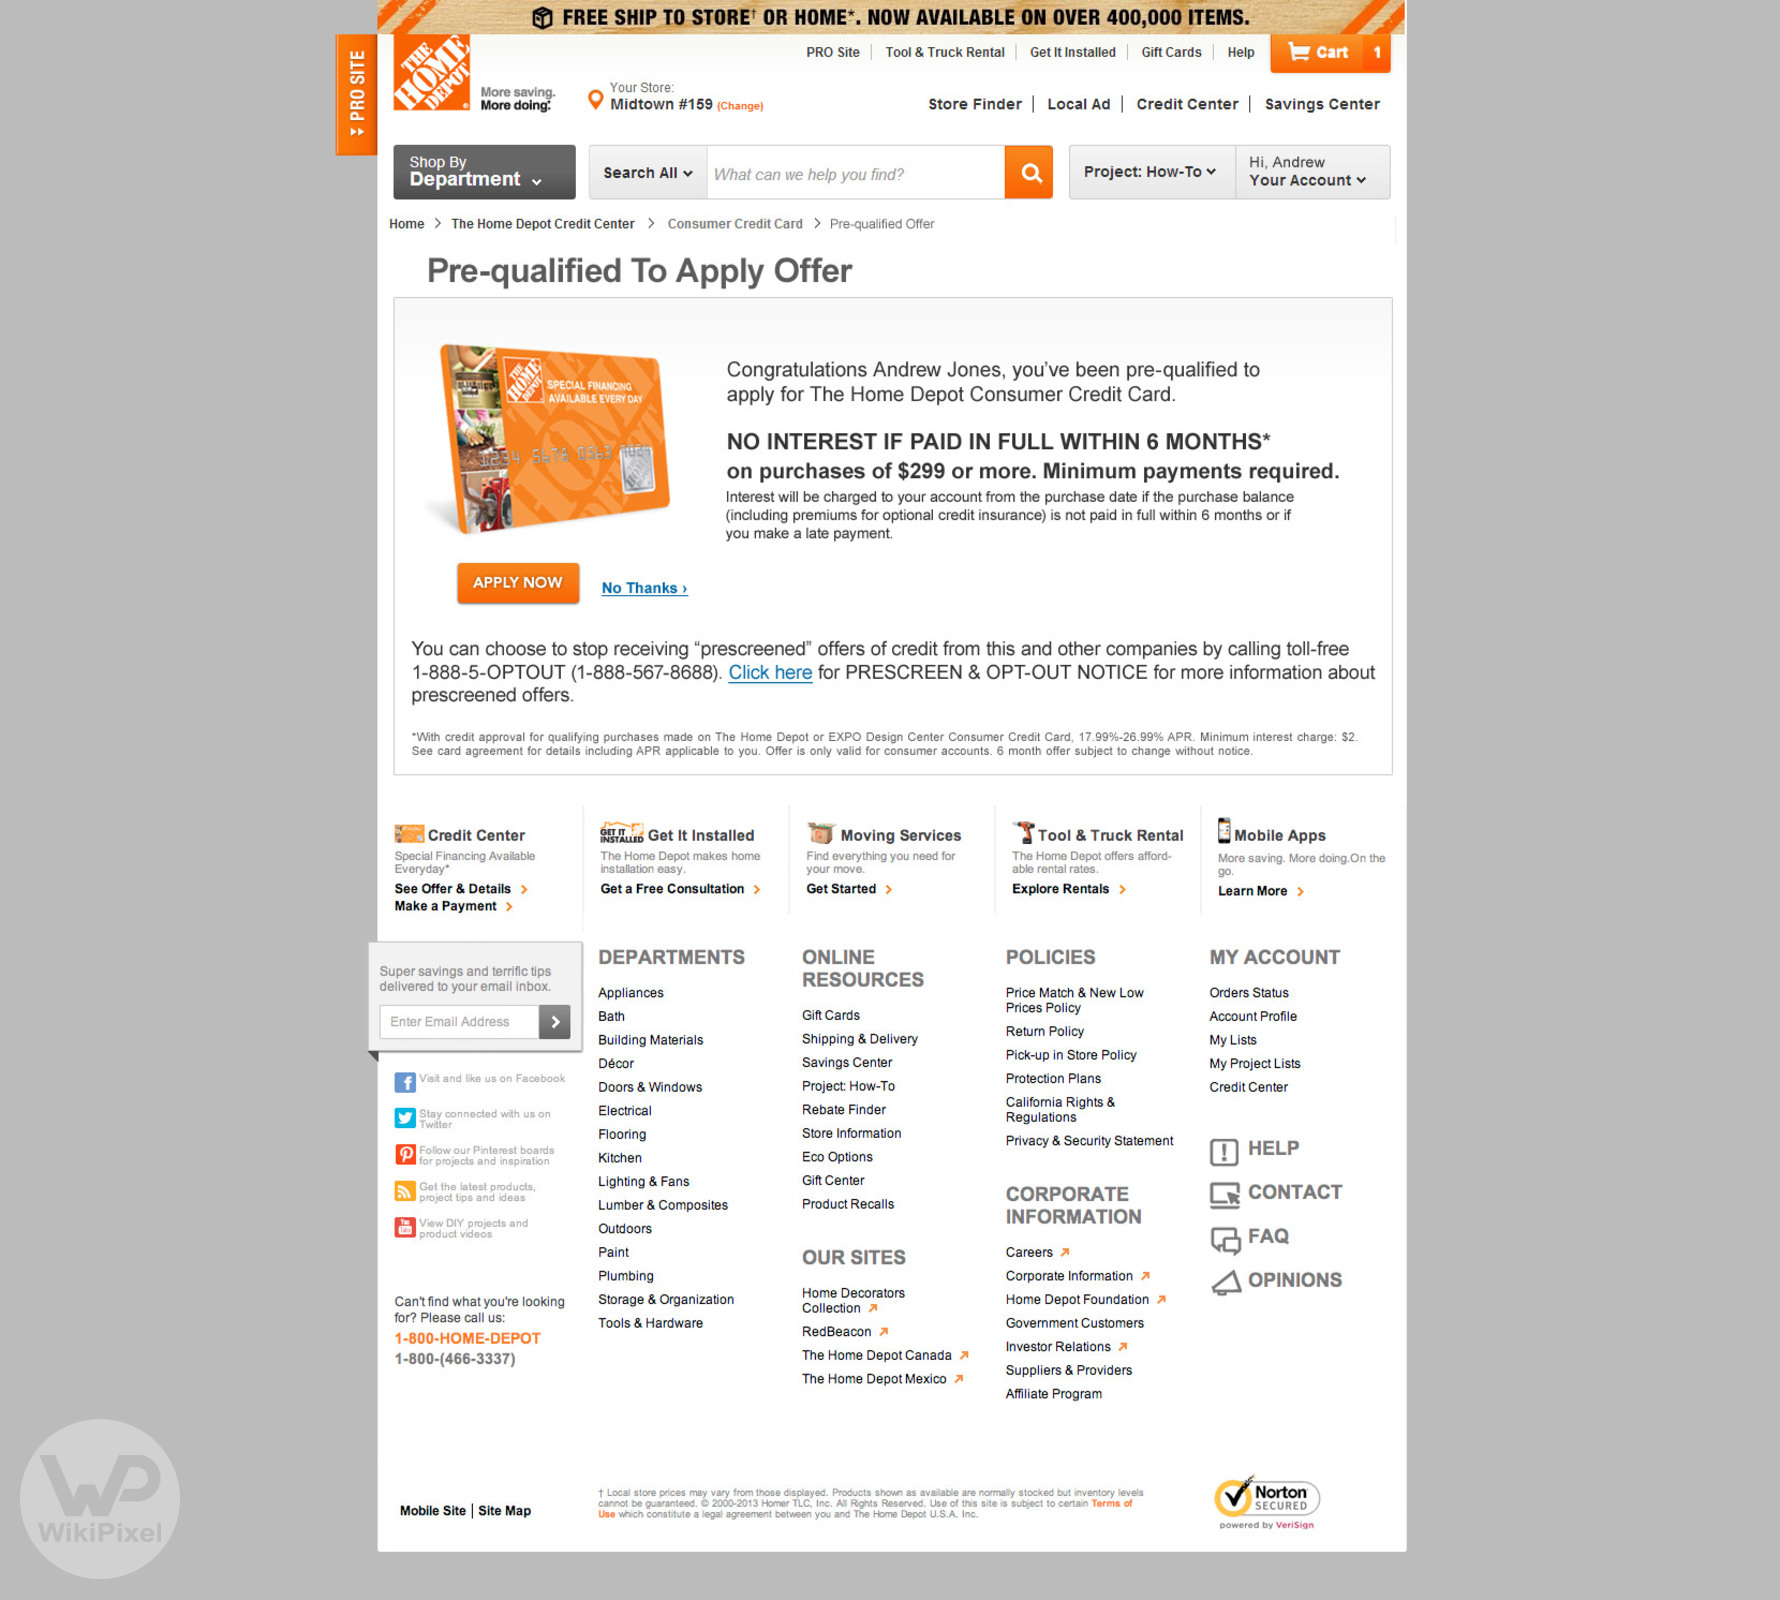 FREE SHIP TO STORE† OR HOME*. NOW AVAILABLE ON OVER 400,000 ITEMS.
PRO SITE
THE HOME DEPOT
More saving.
More doing.
Your Store:
Midtown #159 (Change)
PRO Site
Tool & Truck Rental
Get It Installed
Gift Cards
Help
Cart 1
Store Finder
Local Ad
Credit Center
Savings Center
Shop By
Department
Search All
What can we help you find?
Project: How-To
Hi, Andrew
Your Account
Home > The Home Depot Credit Center > Consumer Credit Card > Pre-qualified Offer
Pre-qualified To Apply Offer
THE HOME DEPOT
SPECIAL FINANCING
AVAILABLE EVERY DAY
Congratulations Andrew Jones, you’ve been pre-qualified to
apply for The Home Depot Consumer Credit Card.
NO INTEREST IF PAID IN FULL WITHIN 6 MONTHS*
on purchases of $299 or more. Minimum payments required.
Interest will be charged to your account from the purchase date if the purchase balance
(including premiums for optional credit insurance) is not paid in full within 6 months or if
you make a late payment.
APPLY NOW
No Thanks ›
You can choose to stop receiving “prescreened” offers of credit from this and other companies by calling toll-free
1-888-5-OPTOUT (1-888-567-8688). Click here for PRESCREEN & OPT-OUT NOTICE for more information about
prescreened offers.
*With credit approval for qualifying purchases made on The Home Depot or EXPO Design Center Consumer Credit Card, 17.99%-26.99% APR. Minimum interest charge: $2.
See card agreement for details including APR applicable to you. Offer is only valid for consumer accounts. 6 month offer subject to change without notice.
Credit Center
Special Financing Available
Everyday*
See Offer & Details
Make a Payment
GET IT
INSTALLED
Get It Installed
The Home Depot makes home
installation easy.
Get a Free Consultation
Moving Services
Find everything you need for
your move.
Get Started
Tool & Truck Rental
The Home Depot offers afford-
able rental rates.
Explore Rentals
Mobile Apps
More saving. More doing.On the
go.
Learn More
Super savings and terrific tips
delivered to your email inbox.
Enter Email Address
Visit and like us on Facebook
Stay connected with us on
Twitter
Follow our Pinterest boards
for projects and inspiration
Get the latest products,
project tips and ideas
View DIY projects and
product videos
Can't find what you're looking
for? Please call us:
1-800-HOME-DEPOT
1-800-(466-3337)
DEPARTMENTS
Appliances
Bath
Building Materials
Décor
Doors & Windows
Electrical
Flooring
Kitchen
Lighting & Fans
Lumber & Composites
Outdoors
Paint
Plumbing
Storage & Organization
Tools & Hardware
ONLINE
RESOURCES
Gift Cards
Shipping & Delivery
Savings Center
Project: How-To
Rebate Finder
Store Information
Eco Options
Gift Center
Product Recalls
OUR SITES
Home Decorators
Collection
RedBeacon
The Home Depot Canada
The Home Depot Mexico
POLICIES
Price Match & New Low
Prices Policy
Return Policy
Pick-up in Store Policy
Protection Plans
California Rights &
Regulations
Privacy & Security Statement
CORPORATE
INFORMATION
Careers
Corporate Information
Home Depot Foundation
Government Customers
Investor Relations
Suppliers & Providers
Affiliate Program
MY ACCOUNT
Orders Status
Account Profile
My Lists
My Project Lists
Credit Center
HELP
CONTACT
FAQ
OPINIONS
Mobile Site | Site Map
† Local store prices may vary from those displayed. Products shown as available are normally stocked but inventory levels
cannot be guaranteed. © 2000-2013 Homer TLC, Inc. All Rights Reserved. Use of this site is subject to certain Terms of
Use which constitute a legal agreement between you and The Home Depot U.S.A. Inc.
Norton
SECURED
powered by VeriSign
WP
WikiPixel